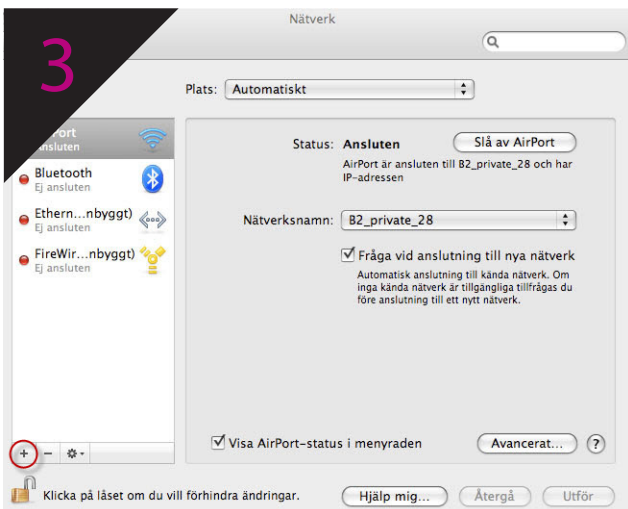 3
Nätverk
Plats: Automatiskt
Port
nsluten
Bluetooth
Ej ansluten
Ethern...nbyggt)
Ej ansluten
FireWir...nbyggt)
Ej ansluten
Status: Ansluten
Slå av AirPort
AirPort är ansluten till B2_private_28 och har
IP-adressen
Nätverksnamn: B2_private_28
Fråga vid anslutning till nya nätverk
Automatisk anslutning till kända nätverk. Om
inga kända nätverk är tillgängliga tillfrågas du
före anslutning till ett nytt nätverk.
+ −
Visa AirPort-status i menyraden
Avancerat... ?
Klicka på låset om du vill förhindra ändringar.
Hjälp mig... Återgå Utför